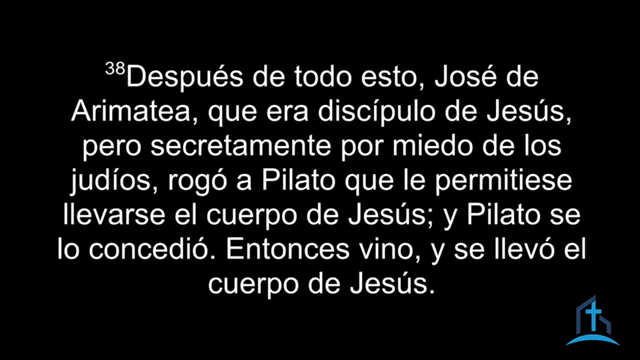 38Después de todo esto, José de
Arimatea, que era discípulo de Jesús,
pero secretamente por miedo de los
judíos, rogó a Pilato que le permitiese
llevarse el cuerpo de Jesús; y Pilato se
lo concedió. Entonces vino, y se llevó el
cuerpo de Jesús.